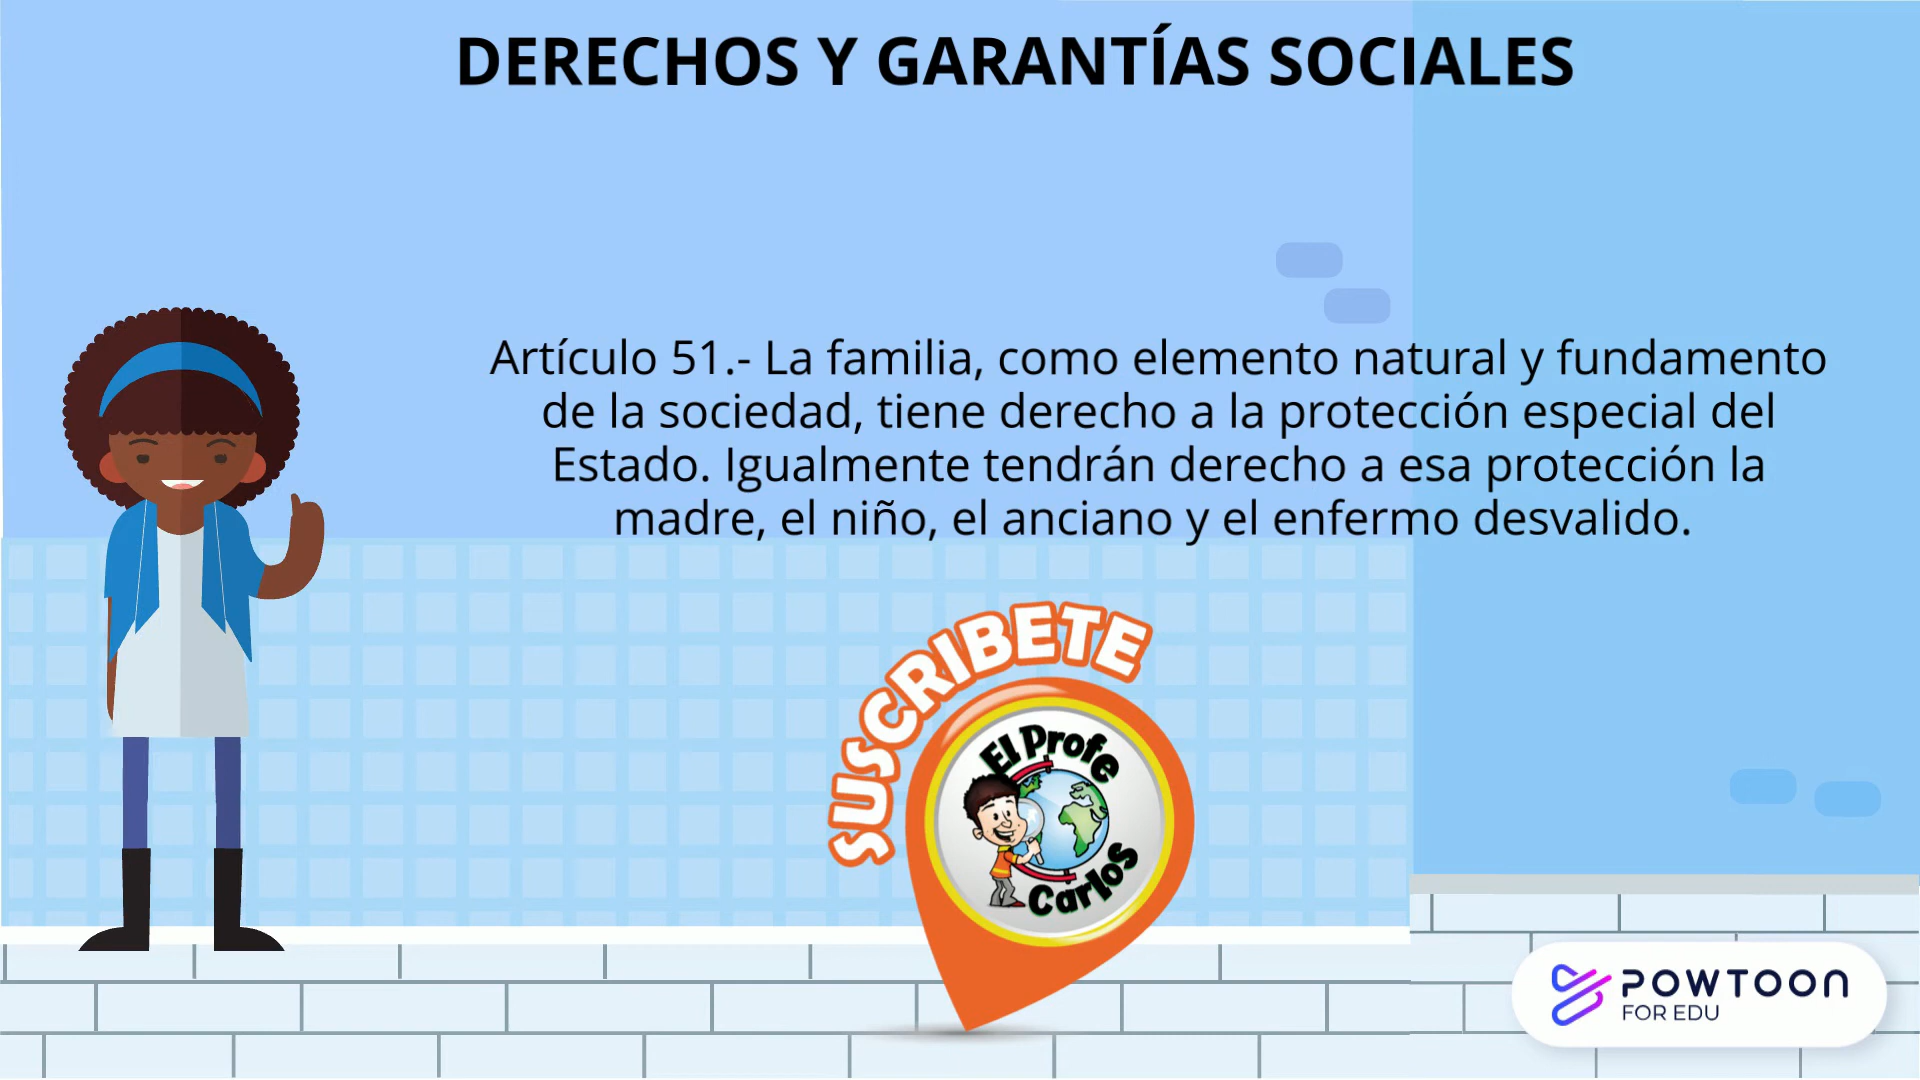 DERECHOS Y GARANTÍAS SOCIALES
Artículo 51.- La familia, como elemento natural y fundamento
de la sociedad, tiene derecho a la protección especial del
Estado. Igualmente tendrán derecho a esa protección la
madre, el niño, el anciano y el enfermo desvalido.
SUSCRIBETE
El Profe
Carlos
POWTOON
FOR EDU